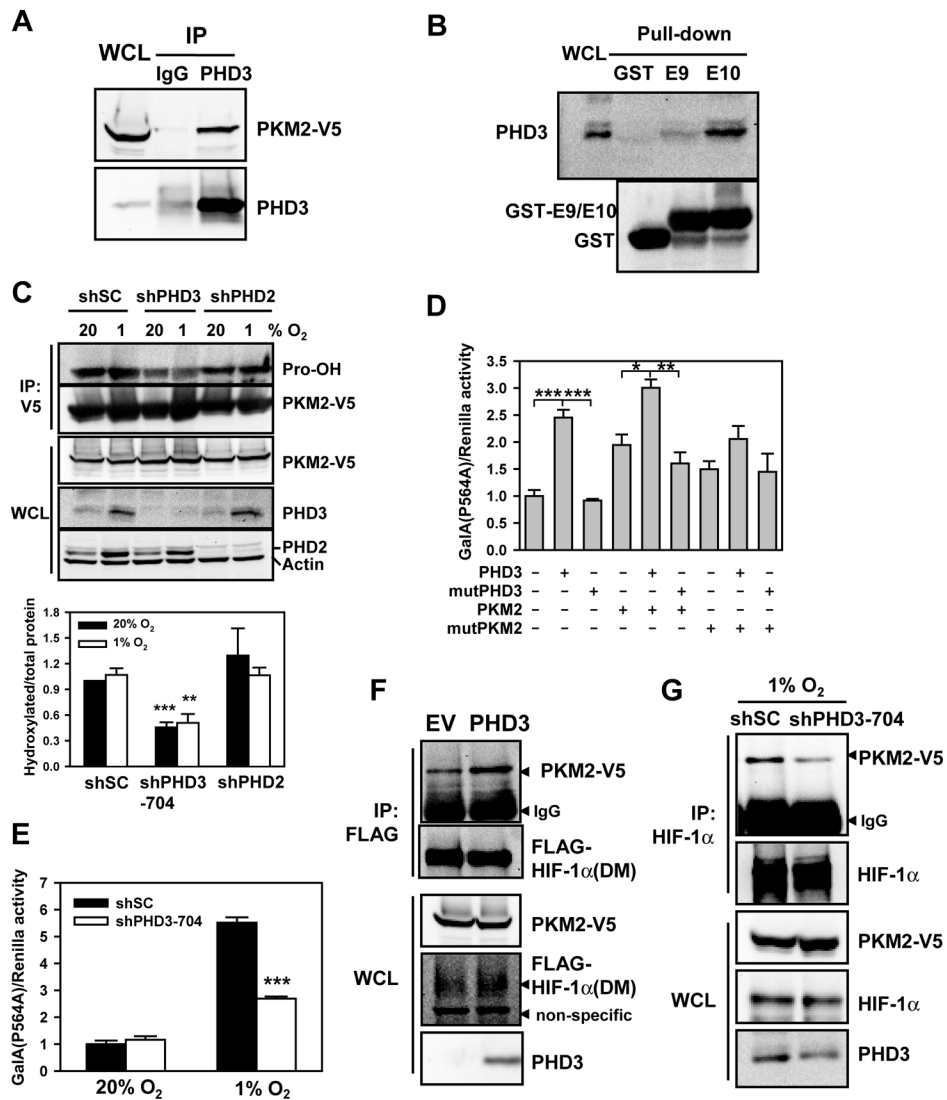 A
IP
WCL IgG PHD3
PKM2-V5
PHD3
B
Pull-down
WCL GST E9 E10
PHD3
GST-E9/E10
GST
C
shSC shPHD3 shPHD2
20 1 20 1 20 1 % O2
IP: V5
Pro-OH
PKM2-V5
WCL
PKM2-V5
PHD3
PHD2
Actin
Hydroxylated/total protein
1.8
1.5
1.2
0.9
0.6
0.3
0.0
20% O2
1% O2
*** **
shSC shPHD3-704 shPHD2
D
GalA(P564A)/Renilla activity
3.5
3.0
2.5
2.0
1.5
1.0
0.5
0.0
*** *** * **
PHD3 – + – – + – – + –
mutPHD3 – – + – – + – – +
PKM2 – – – + + + – – –
mutPKM2 – – – – – – + + +
E
GalA(P564A)/Renilla activity
7
6
5
4
3
2
1
0
shSC
shPHD3-704
***
20% O2 1% O2
F
EV PHD3
IP: FLAG
PKM2-V5
IgG
FLAG-HIF-1α(DM)
WCL
PKM2-V5
FLAG-HIF-1α(DM)
non-specific
PHD3
G
1% O2
shSC shPHD3-704
IP: HIF-1α
PKM2-V5
IgG
HIF-1α
WCL
PKM2-V5
HIF-1α
PHD3